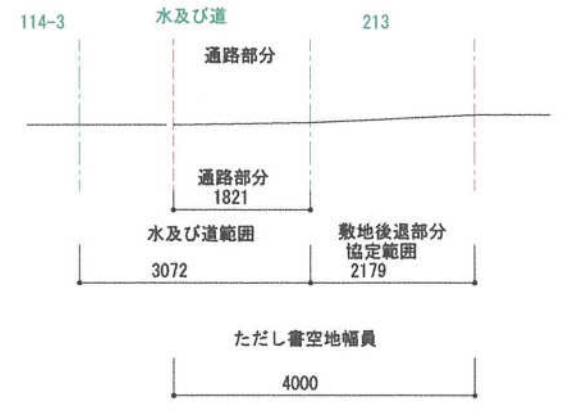 114-3
水及び道
213
通路部分
通路部分
1821
水及び道範囲
敷地後退部分
協定範囲
3072
2179
ただし書空地幅員
4000